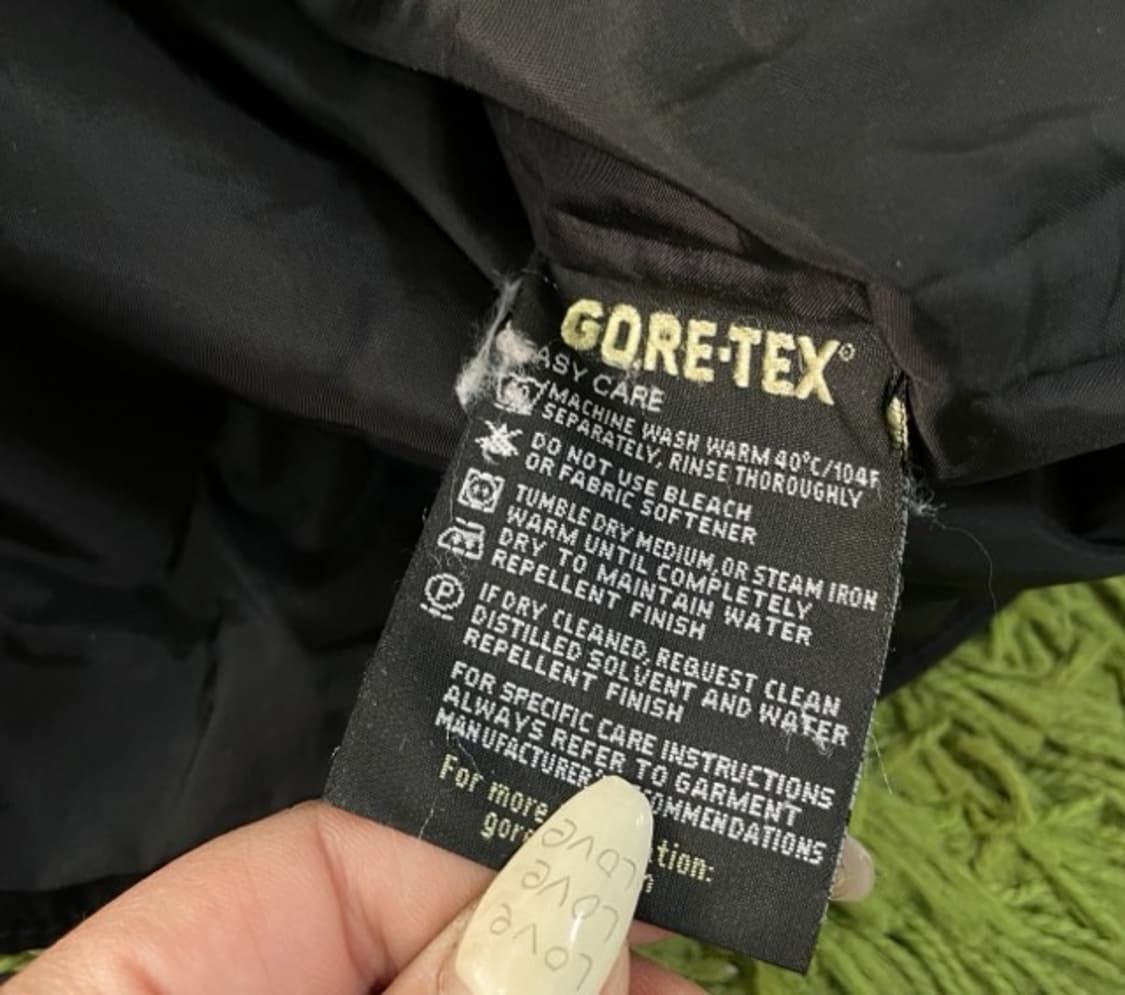 GORE-TEX®
EASY CARE
MACHINE WASH WARM 40°C/104F
SEPARATELY, RINSE THOROUGHLY
DO NOT USE BLEACH
OR FABRIC SOFTENER
TUMBLE DRY MEDIUM, OR STEAM IRON
WARM UNTIL COMPLETELY
DRY TO MAINTAIN WATER
REPELLENT FINISH
P
IF DRY CLEANED, REQUEST CLEAN
DISTILLED SOLVENT AND WATER
REPELLENT FINISH
FOR SPECIFIC CARE INSTRUCTIONS
ALWAYS REFER TO GARMENT
MANUFACTURER
For more
LOVE
LOVE
LOVE